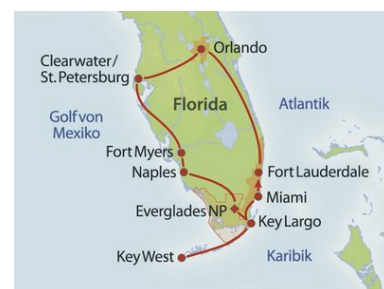 Orlando
Clearwater/
St. Petersburg
Florida
Atlantik
Golf von
Mexiko
Fort Myers
Naples
Fort Lauderdale
Miami
Everglades NP
Key Largo
Key West
Karibik